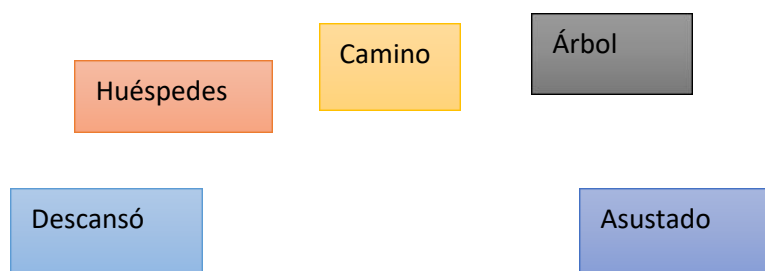 Árbol
Camino
Huéspedes
Descansó
Asustado